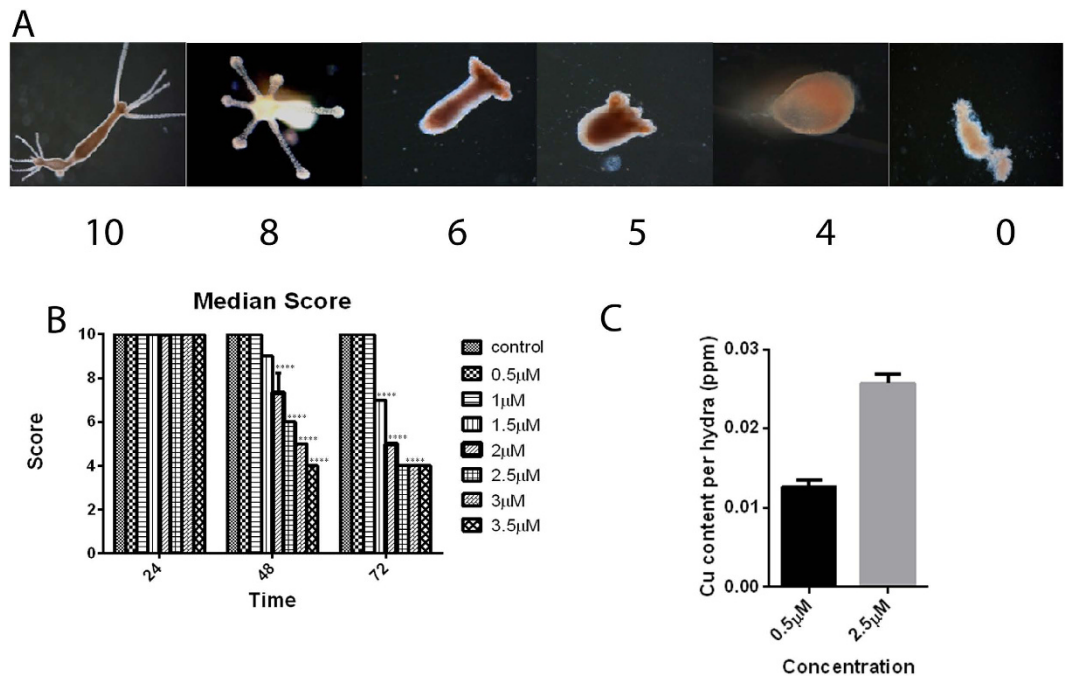 A
10 8 6 5 4 0
B
Median Score
Score
10
8
6
4
2
0
**** **** **** ****
**** **** ****
24 48 72
Time
control
0.5μM
1μM
1.5μM
2μM
2.5μM
3μM
3.5μM
C
Cu content per hydra (ppm)
0.03
0.02
0.01
0.00
0.5μM 2.5μM
Concentration